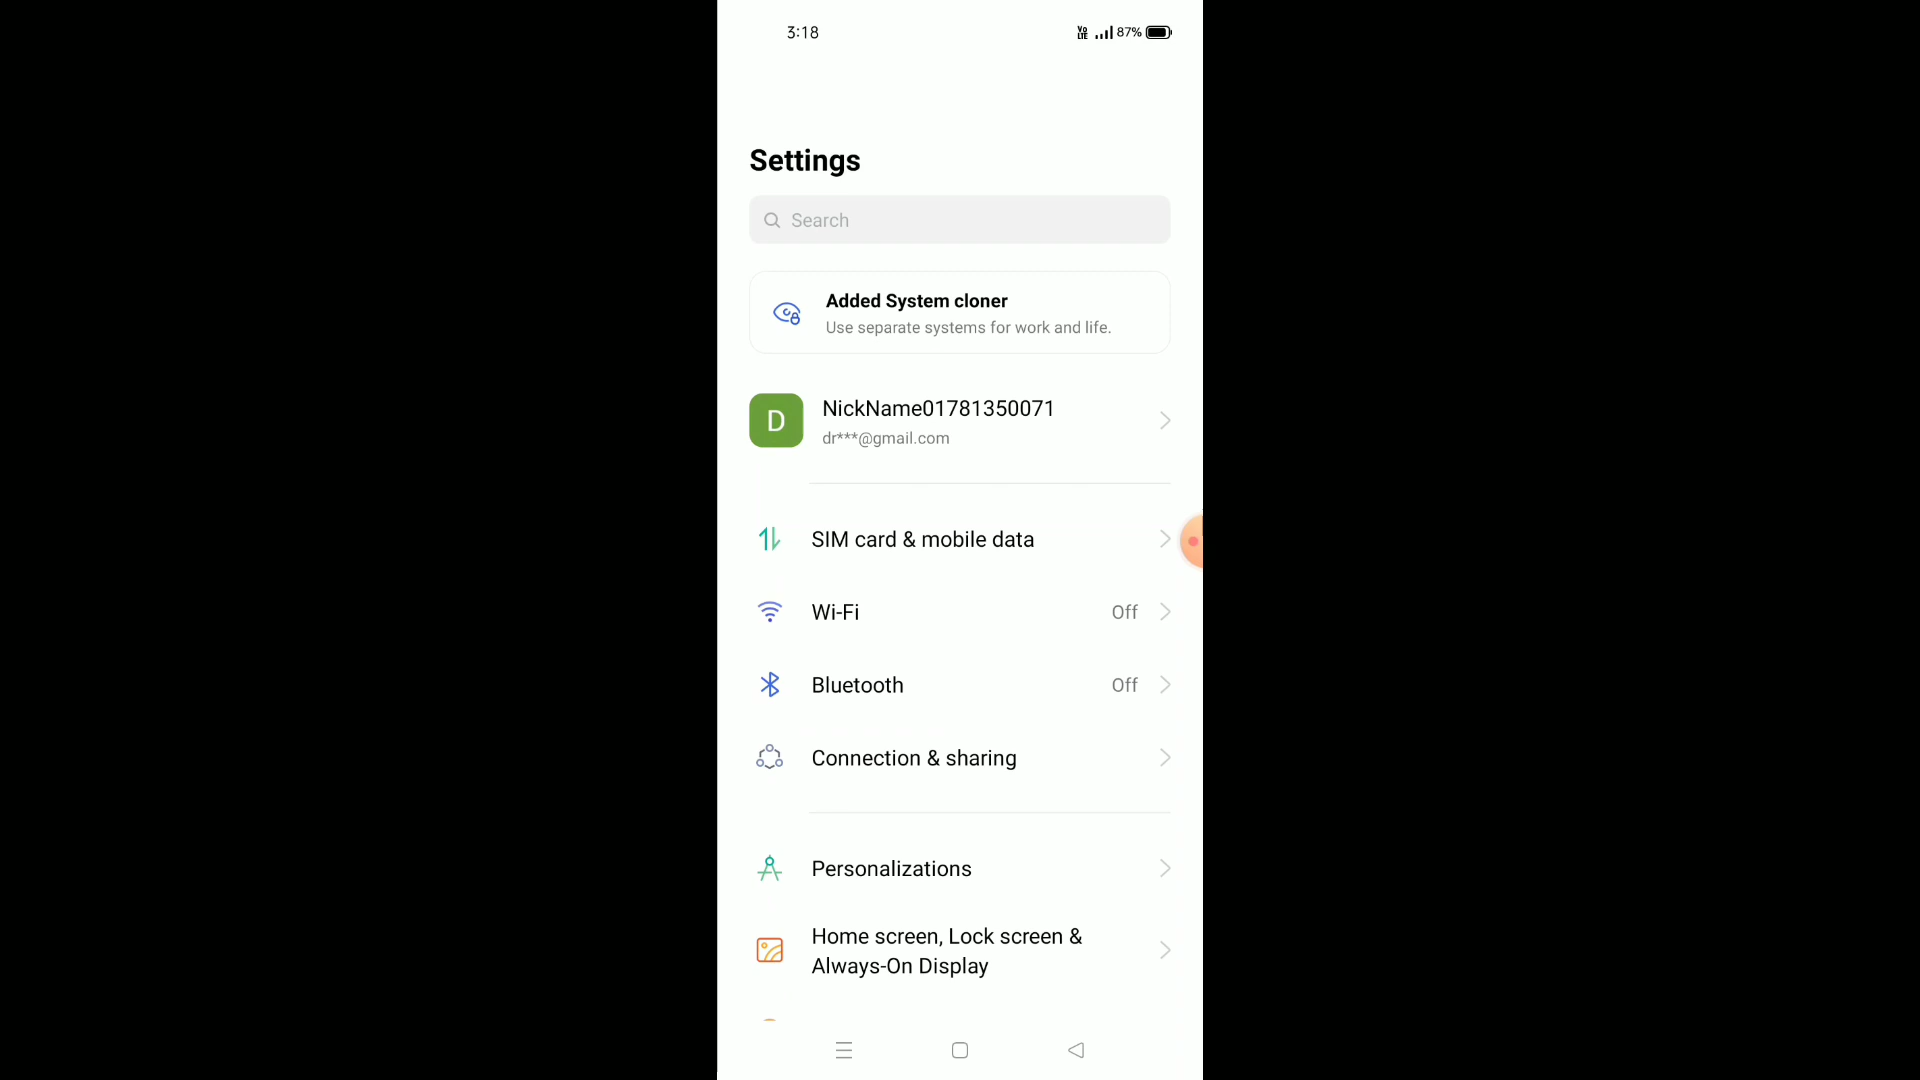 3:18
Vo LTE 87%
Settings
Search
Added System cloner
Use separate systems for work and life.
D
NickName01781350071
dr***@gmail.com
SIM card & mobile data
Wi-Fi Off
Bluetooth Off
Connection & sharing
Personalizations
Home screen, Lock screen &
Always-On Display